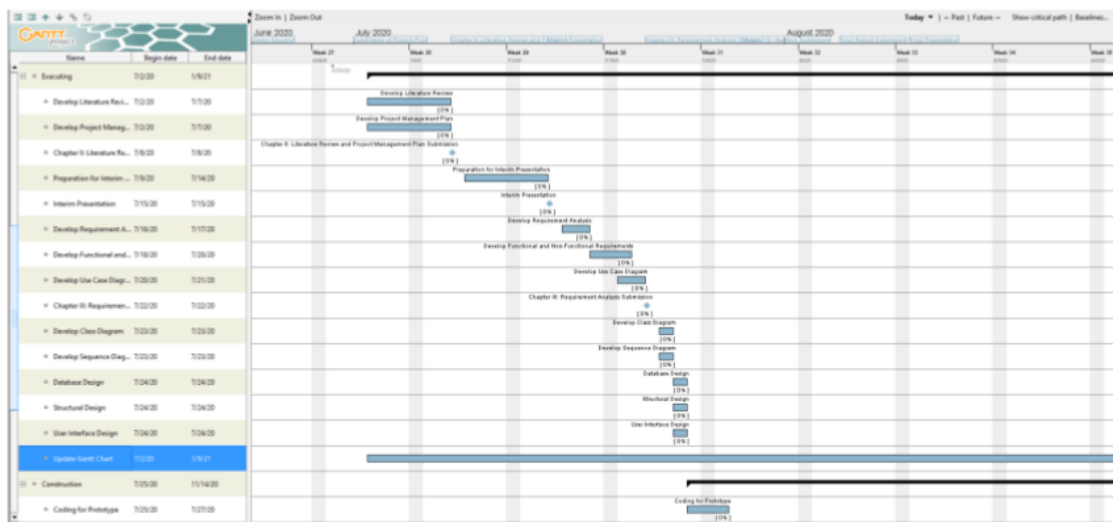 GANTT
project
Name Begin date End date
Executing 7/2/20 1/9/21
Develop Literature Revi... 7/2/20 7/7/20
Develop Project Manag... 7/2/20 7/7/20
Chapter II: Literature Re... 7/8/20 7/8/20
Preparation for Interim ... 7/9/20 7/14/20
Interim Presentation 7/15/20 7/15/20
Develop Requirement A... 7/16/20 7/17/20
Develop Functional and... 7/18/20 7/20/20
Develop Use Case Diagr... 7/20/20 7/21/20
Chapter III: Requiremen... 7/22/20 7/22/20
Develop Class Diagram 7/23/20 7/23/20
Develop Sequence Diag... 7/23/20 7/23/20
Database Design 7/24/20 7/24/20
Structural Design 7/24/20 7/24/20
User Interface Design 7/24/20 7/24/20
Update Gantt Chart 7/2/20 1/9/21
Construction 7/25/20 11/14/20
Coding for Prototype 7/25/20 7/27/20
Zoom In | Zoom Out
Today | ← Past | Future → Show critical path | Baselines...
June 2020 July 2020 August 2020
Week 27 Week 28 Week 29 Week 30 Week 31 Week 32 Week 33 Week 34 Week 35
Develop Literature Review
[0%]
Develop Project Management Plan
[0%]
Chapter II: Literature Review and Project Management Plan Submission
[0%]
Preparation for Interim Presentation
[0%]
Interim Presentation
[0%]
Develop Requirement Analysis
[0%]
Develop Functional and Non-Functional Requirements
[0%]
Develop Use Case Diagram
[0%]
Chapter III: Requirement Analysis Submission
[0%]
Develop Class Diagram
[0%]
Develop Sequence Diagram
[0%]
Database Design
[0%]
Structural Design
[0%]
User Interface Design
[0%]
Coding for Prototype
[0%]